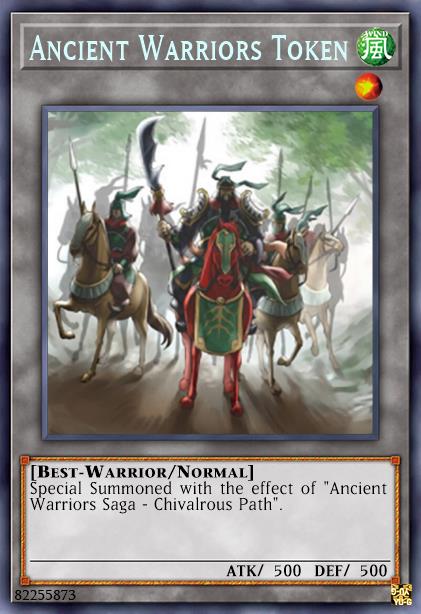 ANCIENT WARRIORS TOKEN
WIND
風
[BEST-WARRIOR/NORMAL]
Special Summoned with the effect of "Ancient
Warriors Saga - Chivalrous Path".
ATK/ 500 DEF/ 500
82255873